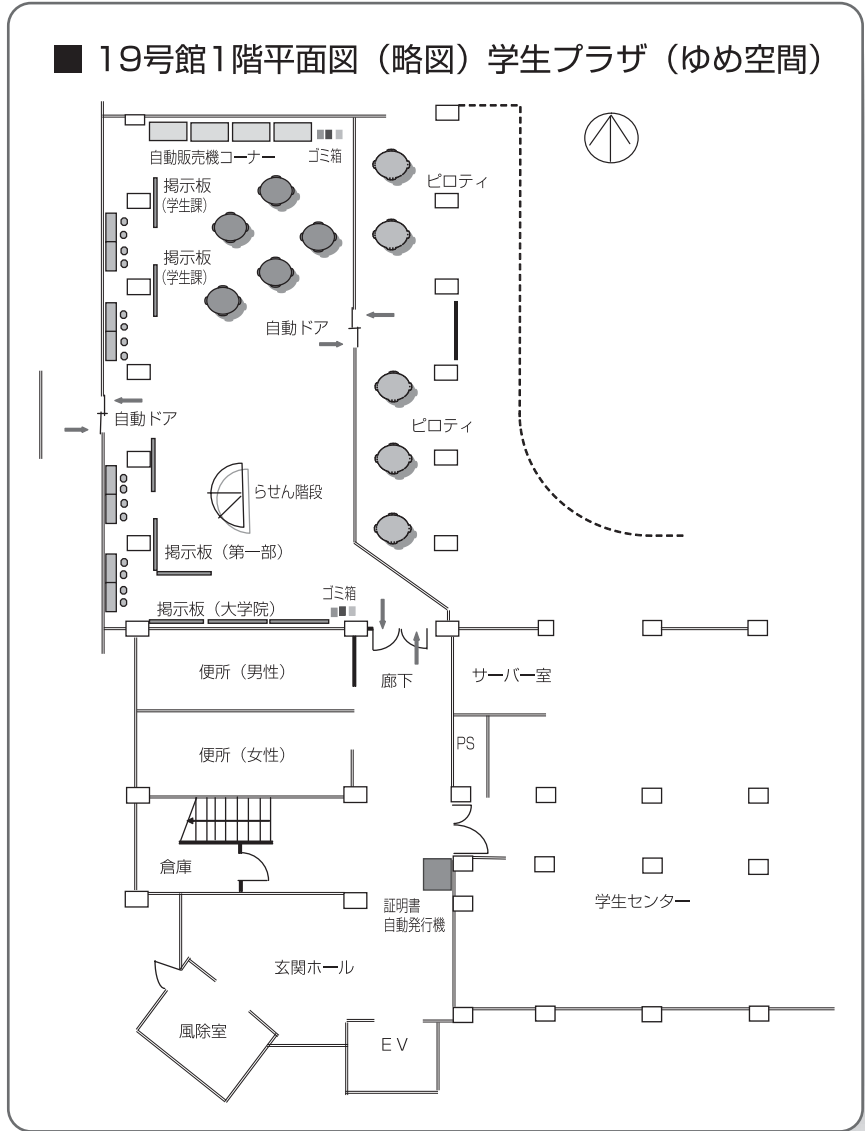 ■ 19号館1階平面図（略図）学生プラザ（ゆめ空間）
自動販売機コーナー
ゴミ箱
ピロティ
掲示板
(学生課)
掲示板
(学生課)
自動ドア
自動ドア
ピロティ
らせん階段
掲示板（第一部）
ゴミ箱
掲示板（大学院）
便所（男性）
廊下
サーバー室
PS
便所（女性）
倉庫
証明書
自動発行機
学生センター
玄関ホール
風除室
EV